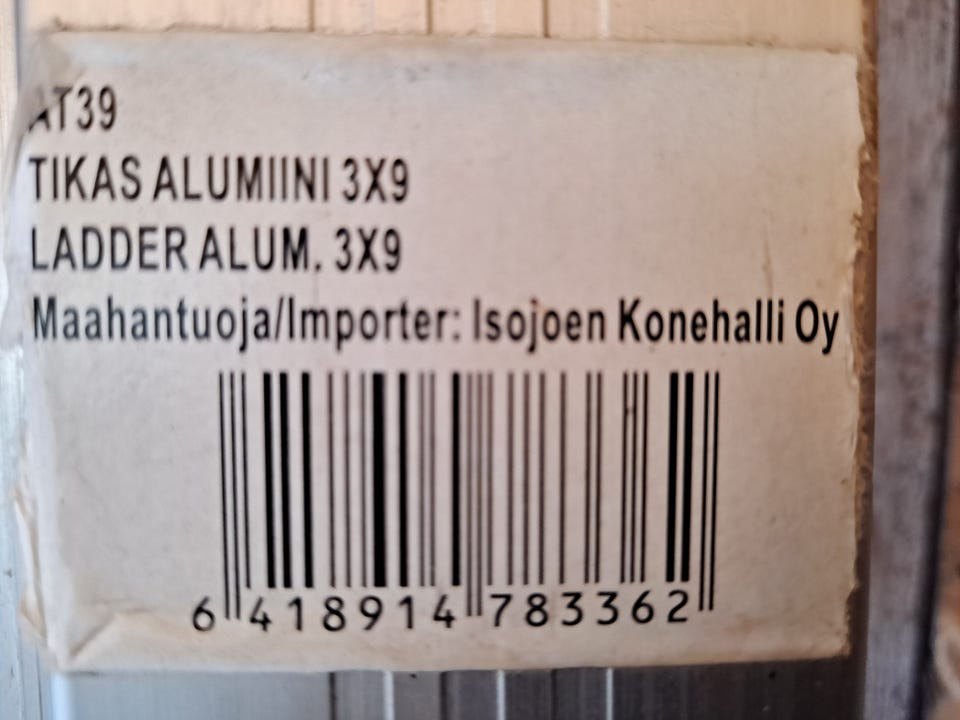 AT39
TIKAS ALUMIINI 3X9
LADDER ALUM. 3X9
Maahantuoja/Importer: Isojoen Konehalli Oy
6 418914 783362